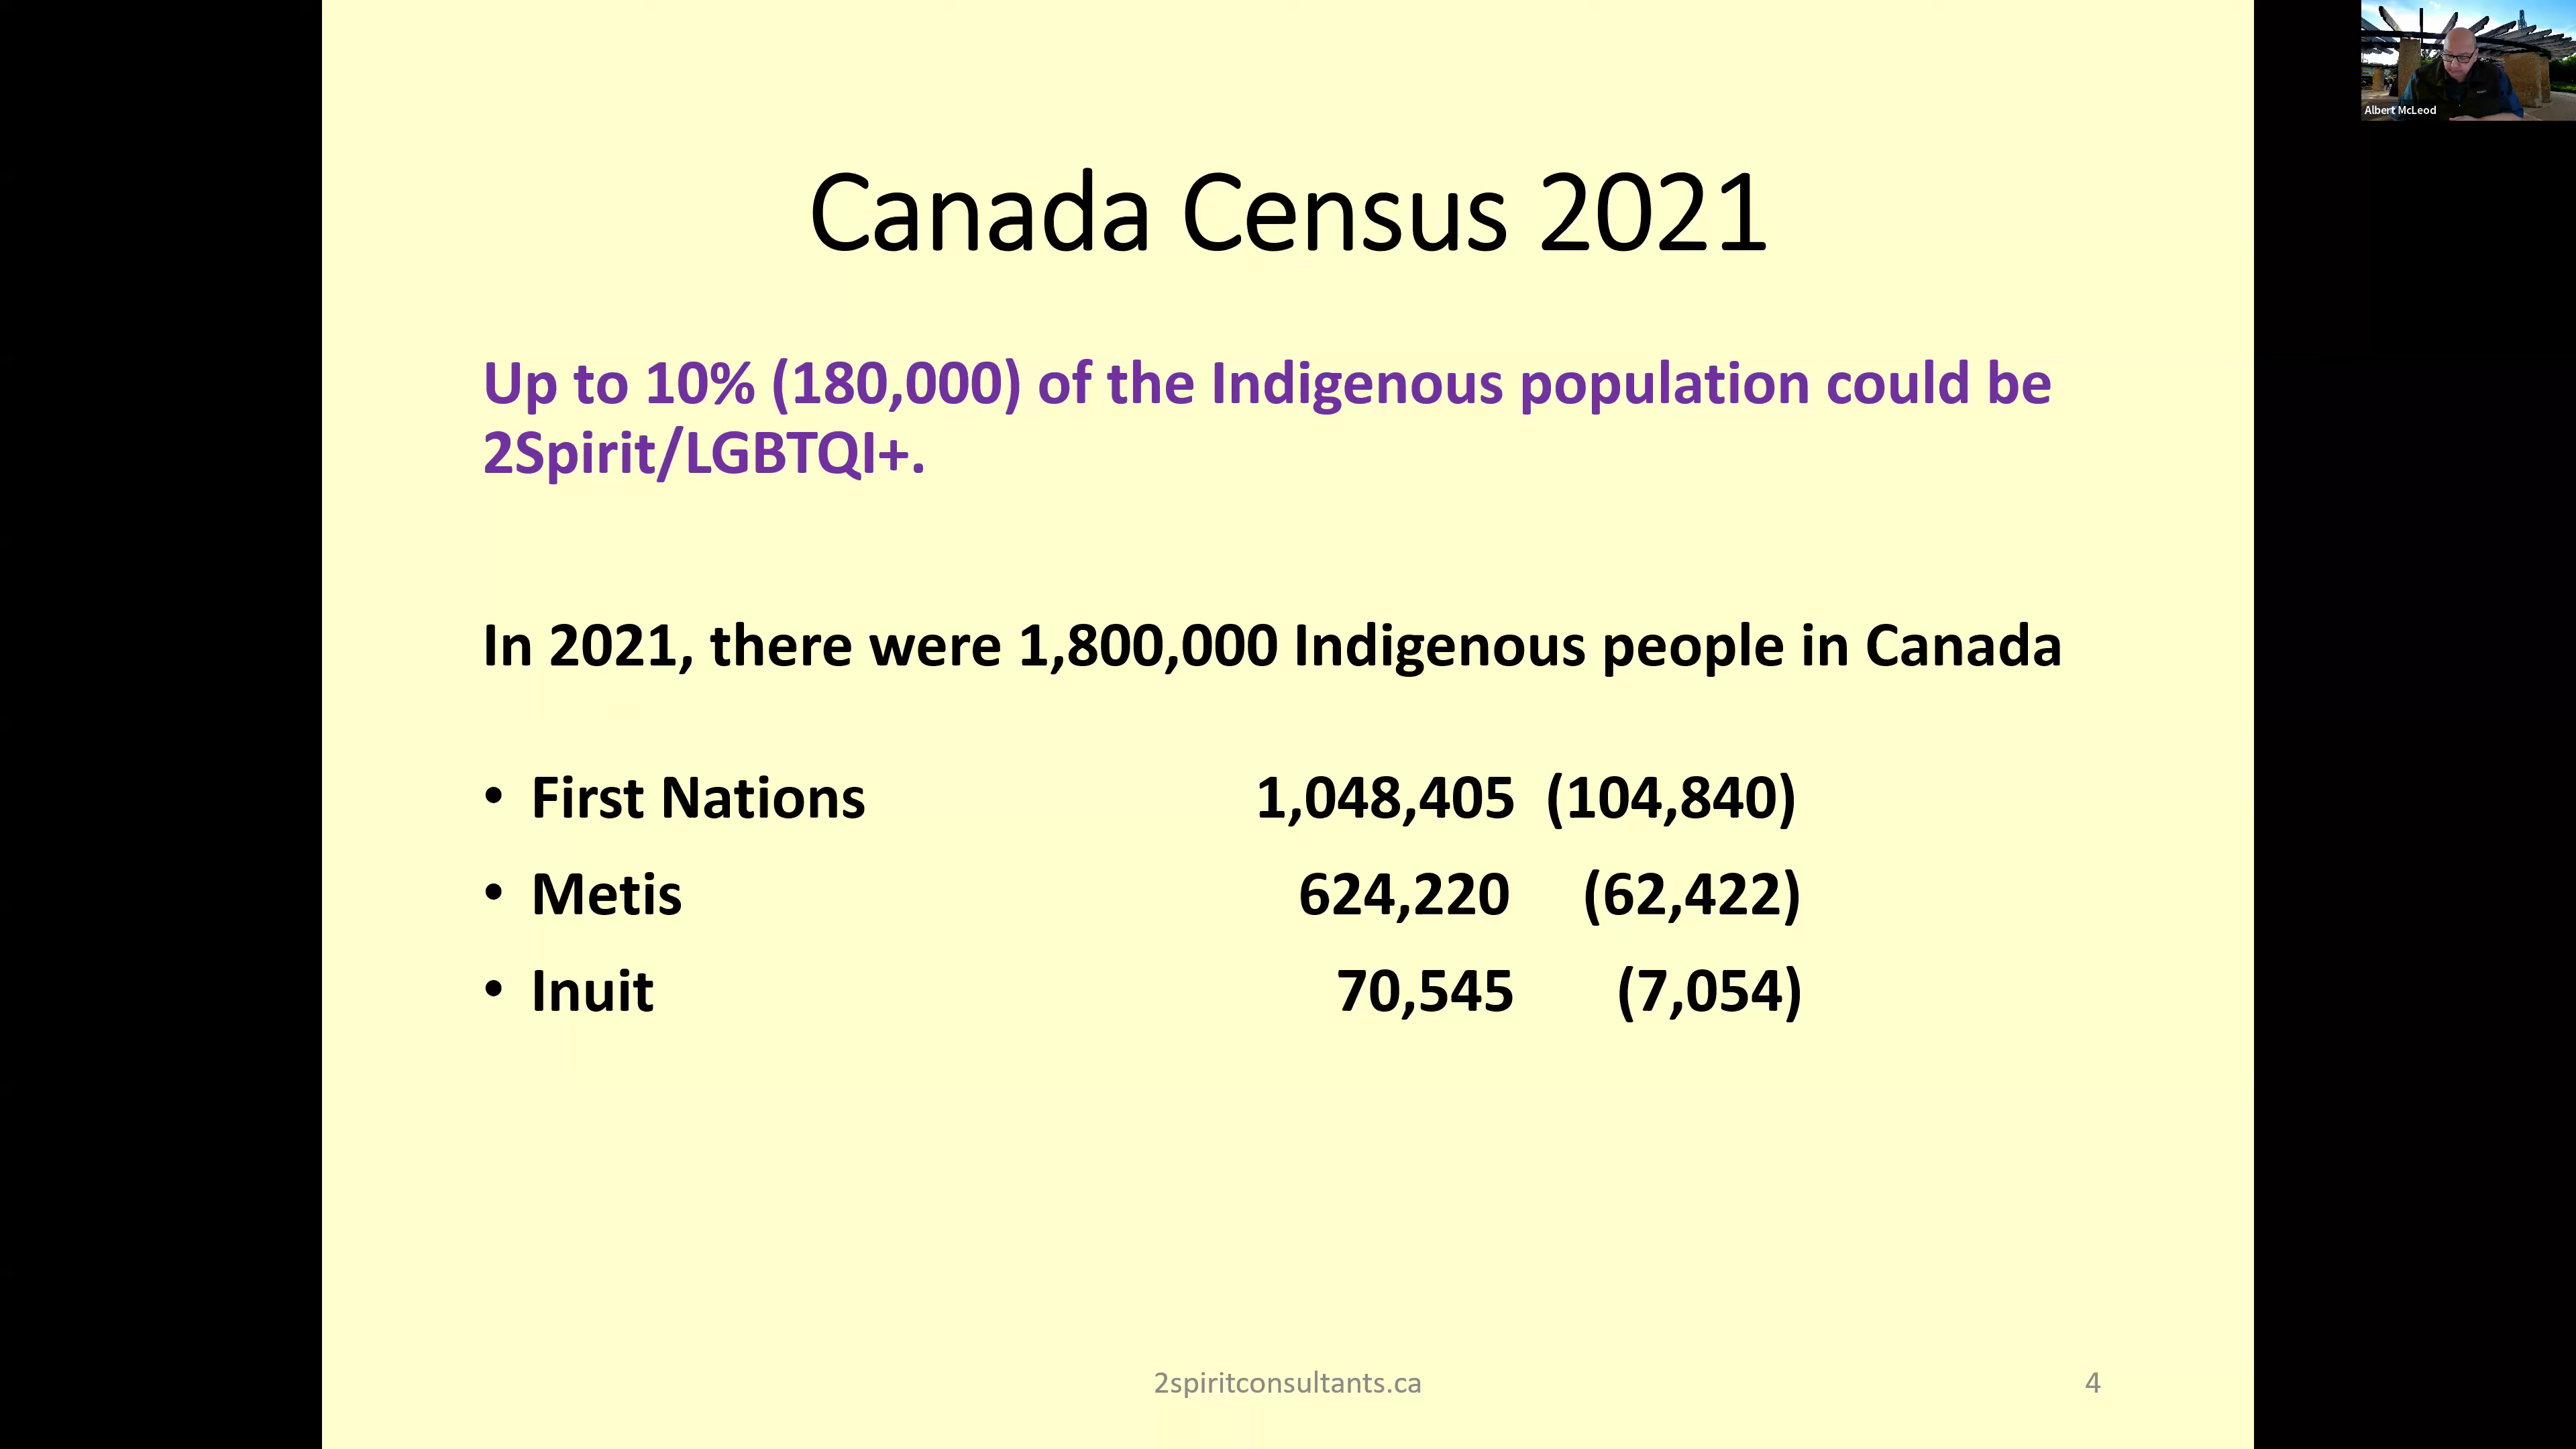 Albert McLeod
Canada Census 2021
Up to 10% (180,000) of the Indigenous population could be
2Spirit/LGBTQI+.
In 2021, there were 1,800,000 Indigenous people in Canada
• First Nations 1,048,405 (104,840)
• Metis 624,220 (62,422)
• Inuit 70,545 (7,054)
2spiritconsultants.ca 4